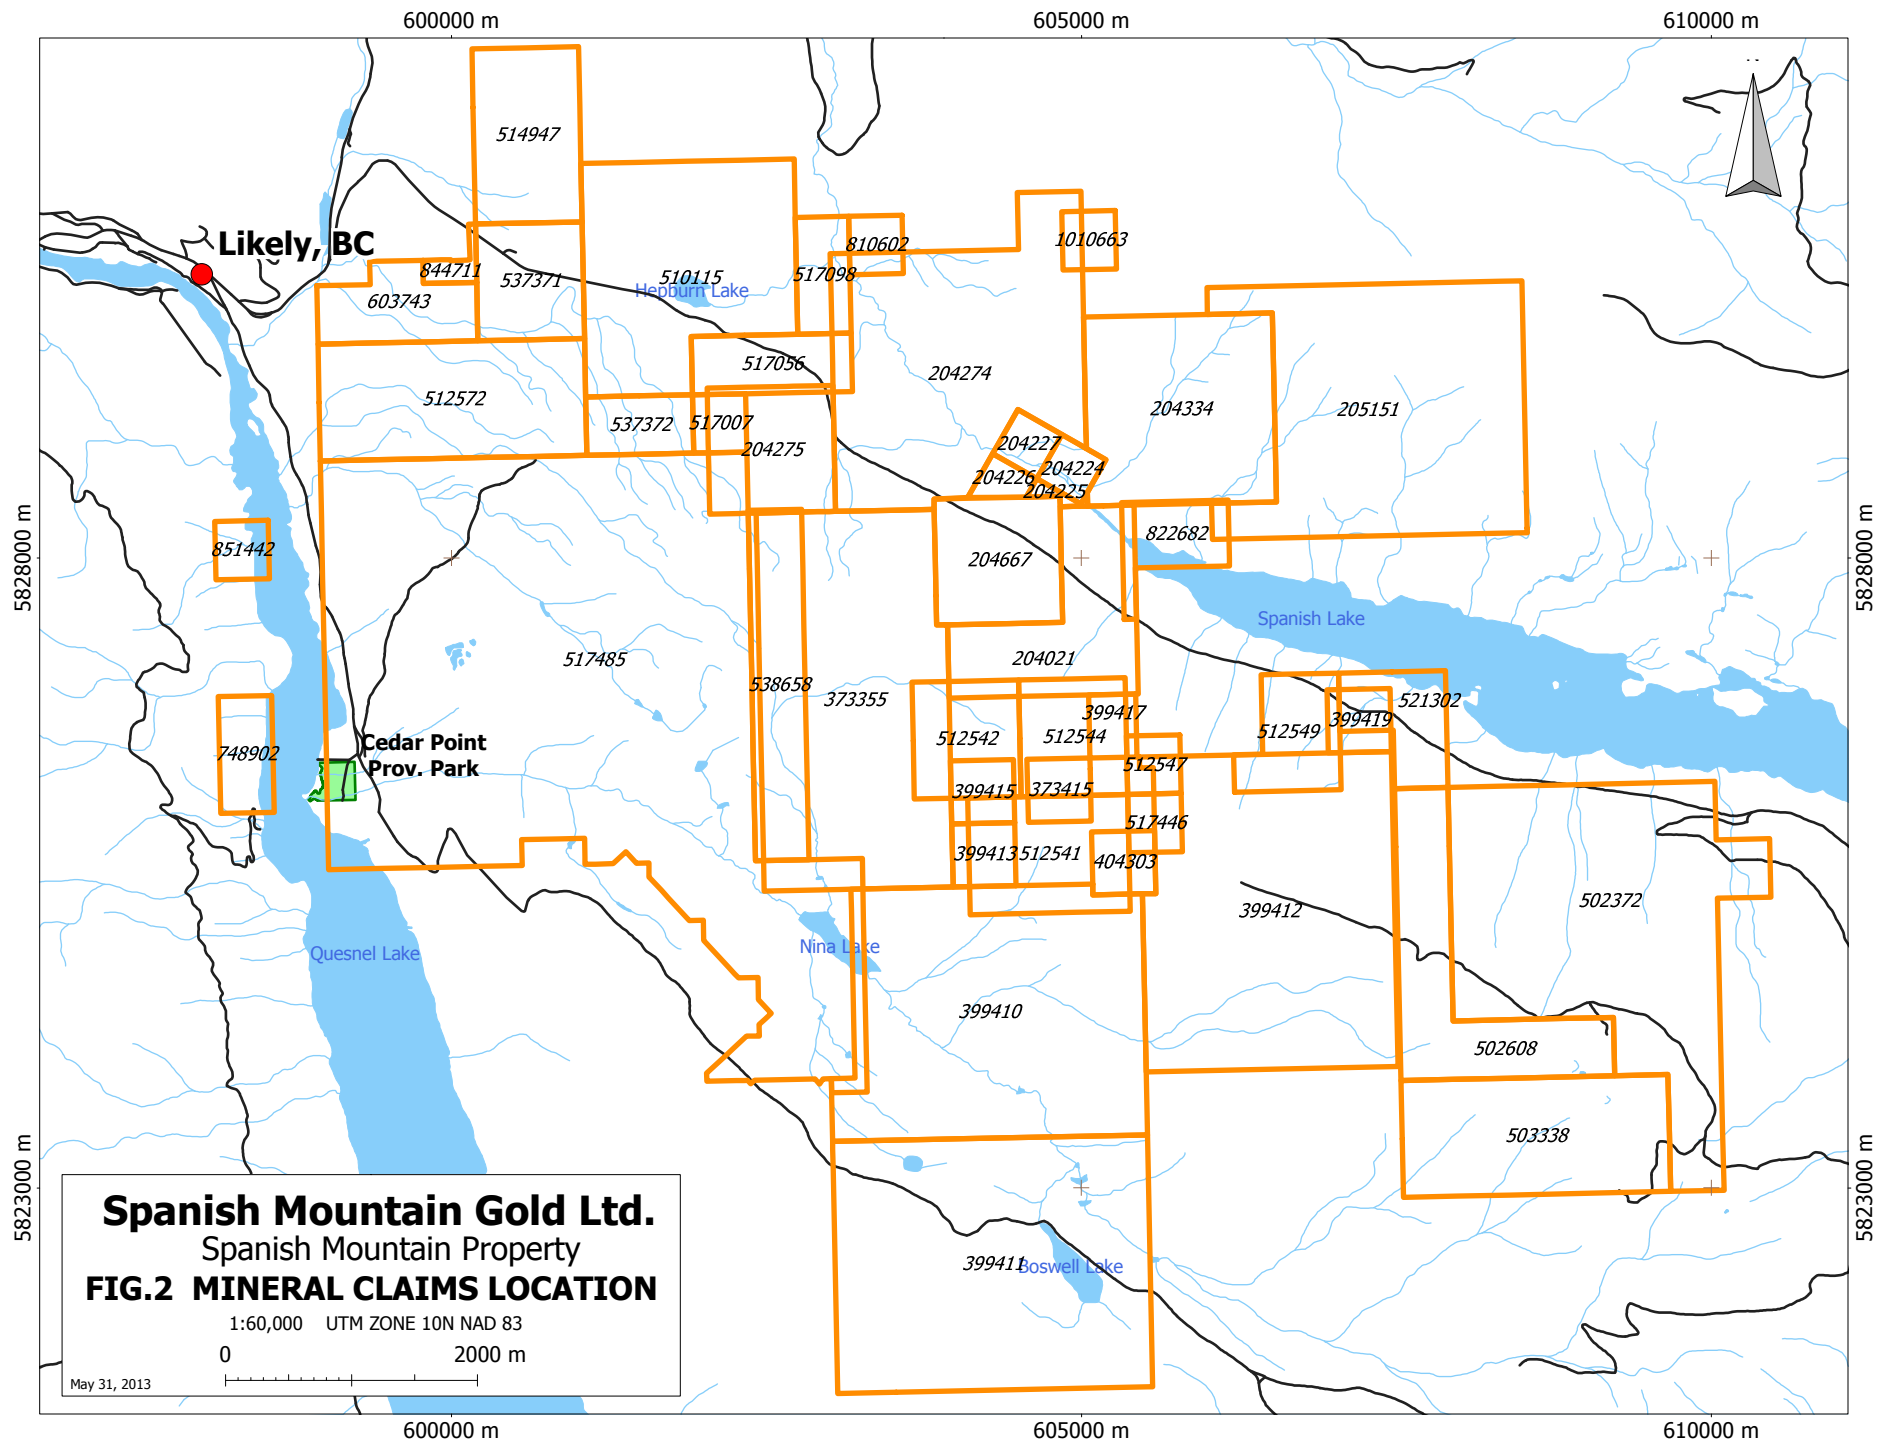 600000 m
605000 m
610000 m
514947
Likely, BC
844711
603743
537371
510115
Hepburn Lake
810602
517098
1010663
517056
204274
512572
537372
517007
204275
204334
205151
204227
204224
204226
204225
5828000 m
851442
204667
822682
5828000 m
Spanish Lake
517485
204021
538658
373355
748902
Cedar Point
Prov. Park
512542
512544
399417
512549
399419
521302
512547
399415
373415
517446
399413
512541
404303
399412
502372
Quesnel Lake
Nina Lake
399410
502608
503338
5823000 m
5823000 m
399411
Boswell Lake
Spanish Mountain Gold Ltd.
Spanish Mountain Property
FIG.2 MINERAL CLAIMS LOCATION
1:60,000 UTM ZONE 10N NAD 83
0 2000 m
May 31, 2013
600000 m
605000 m
610000 m